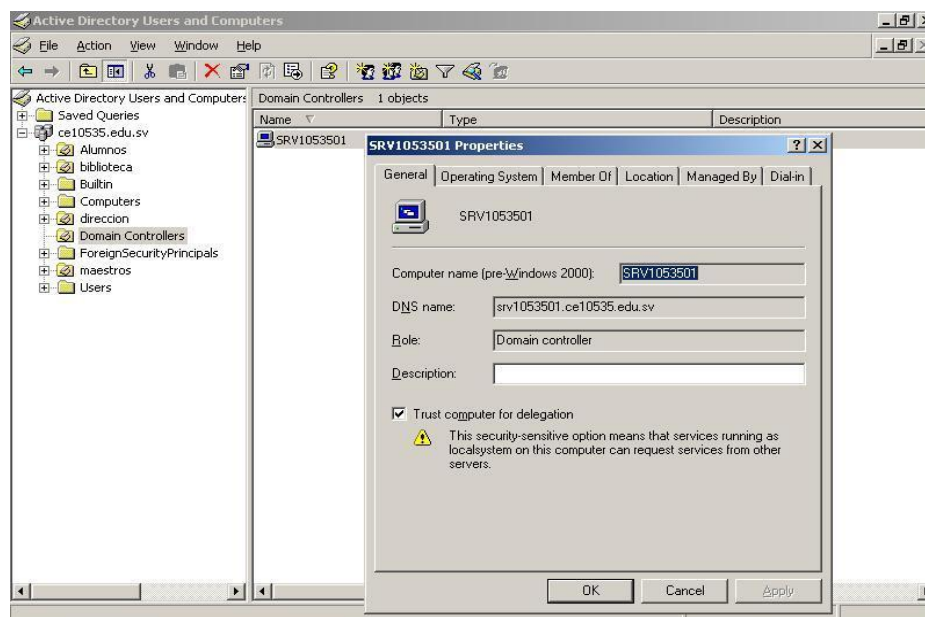 Active Directory Users and Computers
File Action View Window Help
Active Directory Users and Computers
Saved Queries
ce10535.edu.sv
Alumnos
biblioteca
Builtin
Computers
direccion
Domain Controllers
ForeignSecurityPrincipals
maestros
Users
Domain Controllers 1 objects
Name Type Description
SRV1053501
SRV1053501 Properties
General Operating System Member Of Location Managed By Dial-in
SRV1053501
Computer name (pre-Windows 2000): SRV1053501
DNS name: srv1053501.ce10535.edu.sv
Role: Domain controller
Description:
Trust computer for delegation
This security-sensitive option means that services running as
localsystem on this computer can request services from other
servers.
OK Cancel Apply